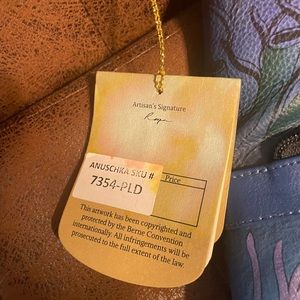 Artisan's Signature
ANUSCHKA SKU #
7354-PLD
Price
This artwork has been copyrighted and
protected by the Berne Convention
internationally. All infringements will be
prosecuted to the full extent of the law.